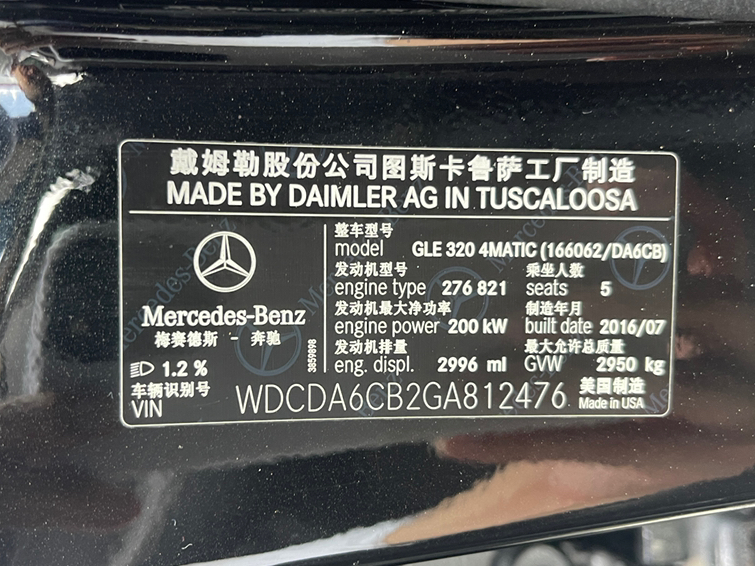 戴姆勒股份公司图斯卡鲁萨工厂制造
MADE BY DAIMLER AG IN TUSCALOOSA
整车型号
model GLE 320 4MATIC (166062/DA6CB)
发动机型号 乘坐人数
engine type 276 821 seats 5
发动机最大净功率 制造年月
engine power 200 kW built date 2016/07
发动机排量 最大允许总质量
eng. displ. 2996 ml GVW 2950 kg
Mercedes-Benz
梅赛德斯 - 奔驰
3859898
1.2 %
车辆识别号
VIN WDCDA6CB2GA812476
美国制造
Made in USA